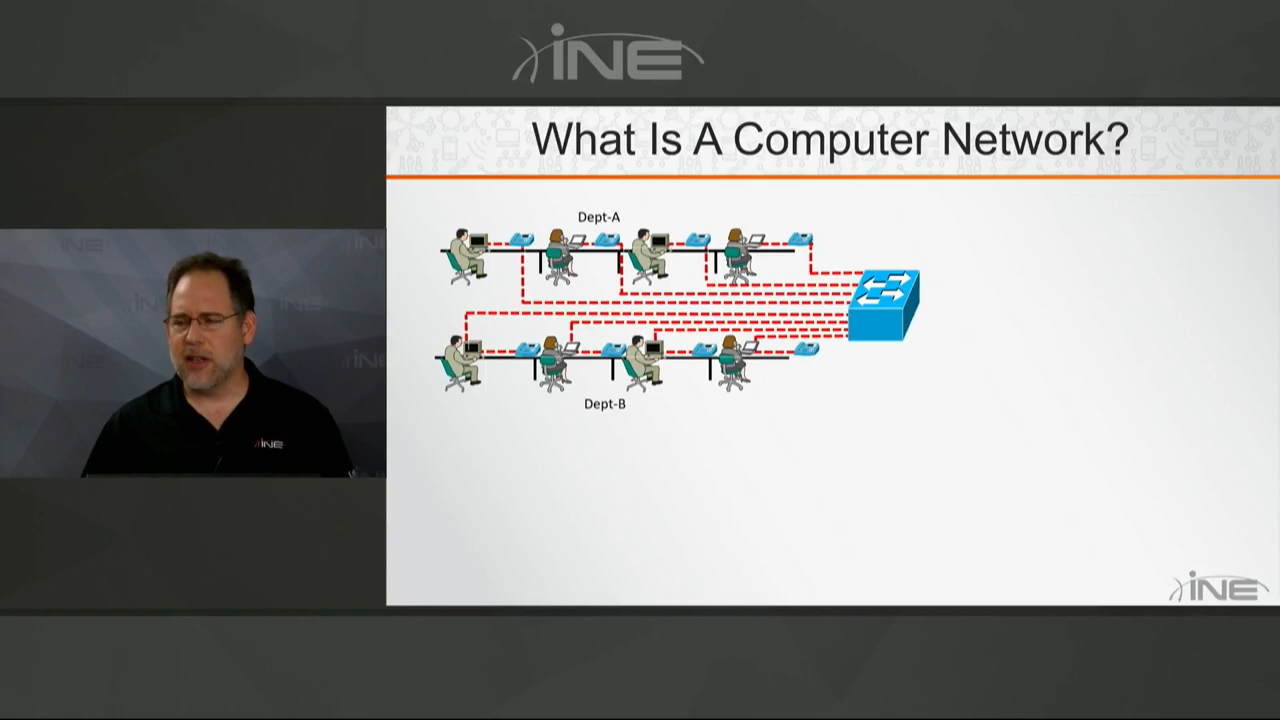 iNE
What Is A Computer Network?
Dept-A
iNE
Dept-B
iNE